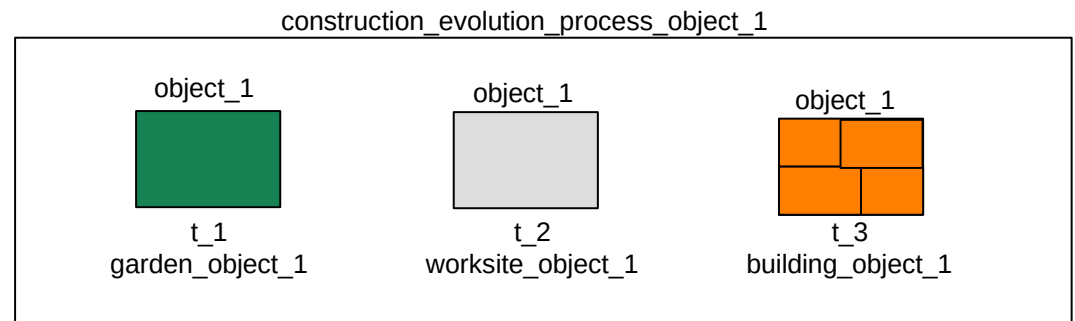 construction_evolution_process_object_1
object_1
object_1
object_1
t_1
t_2
t_3
garden_object_1
worksite_object_1
building_object_1